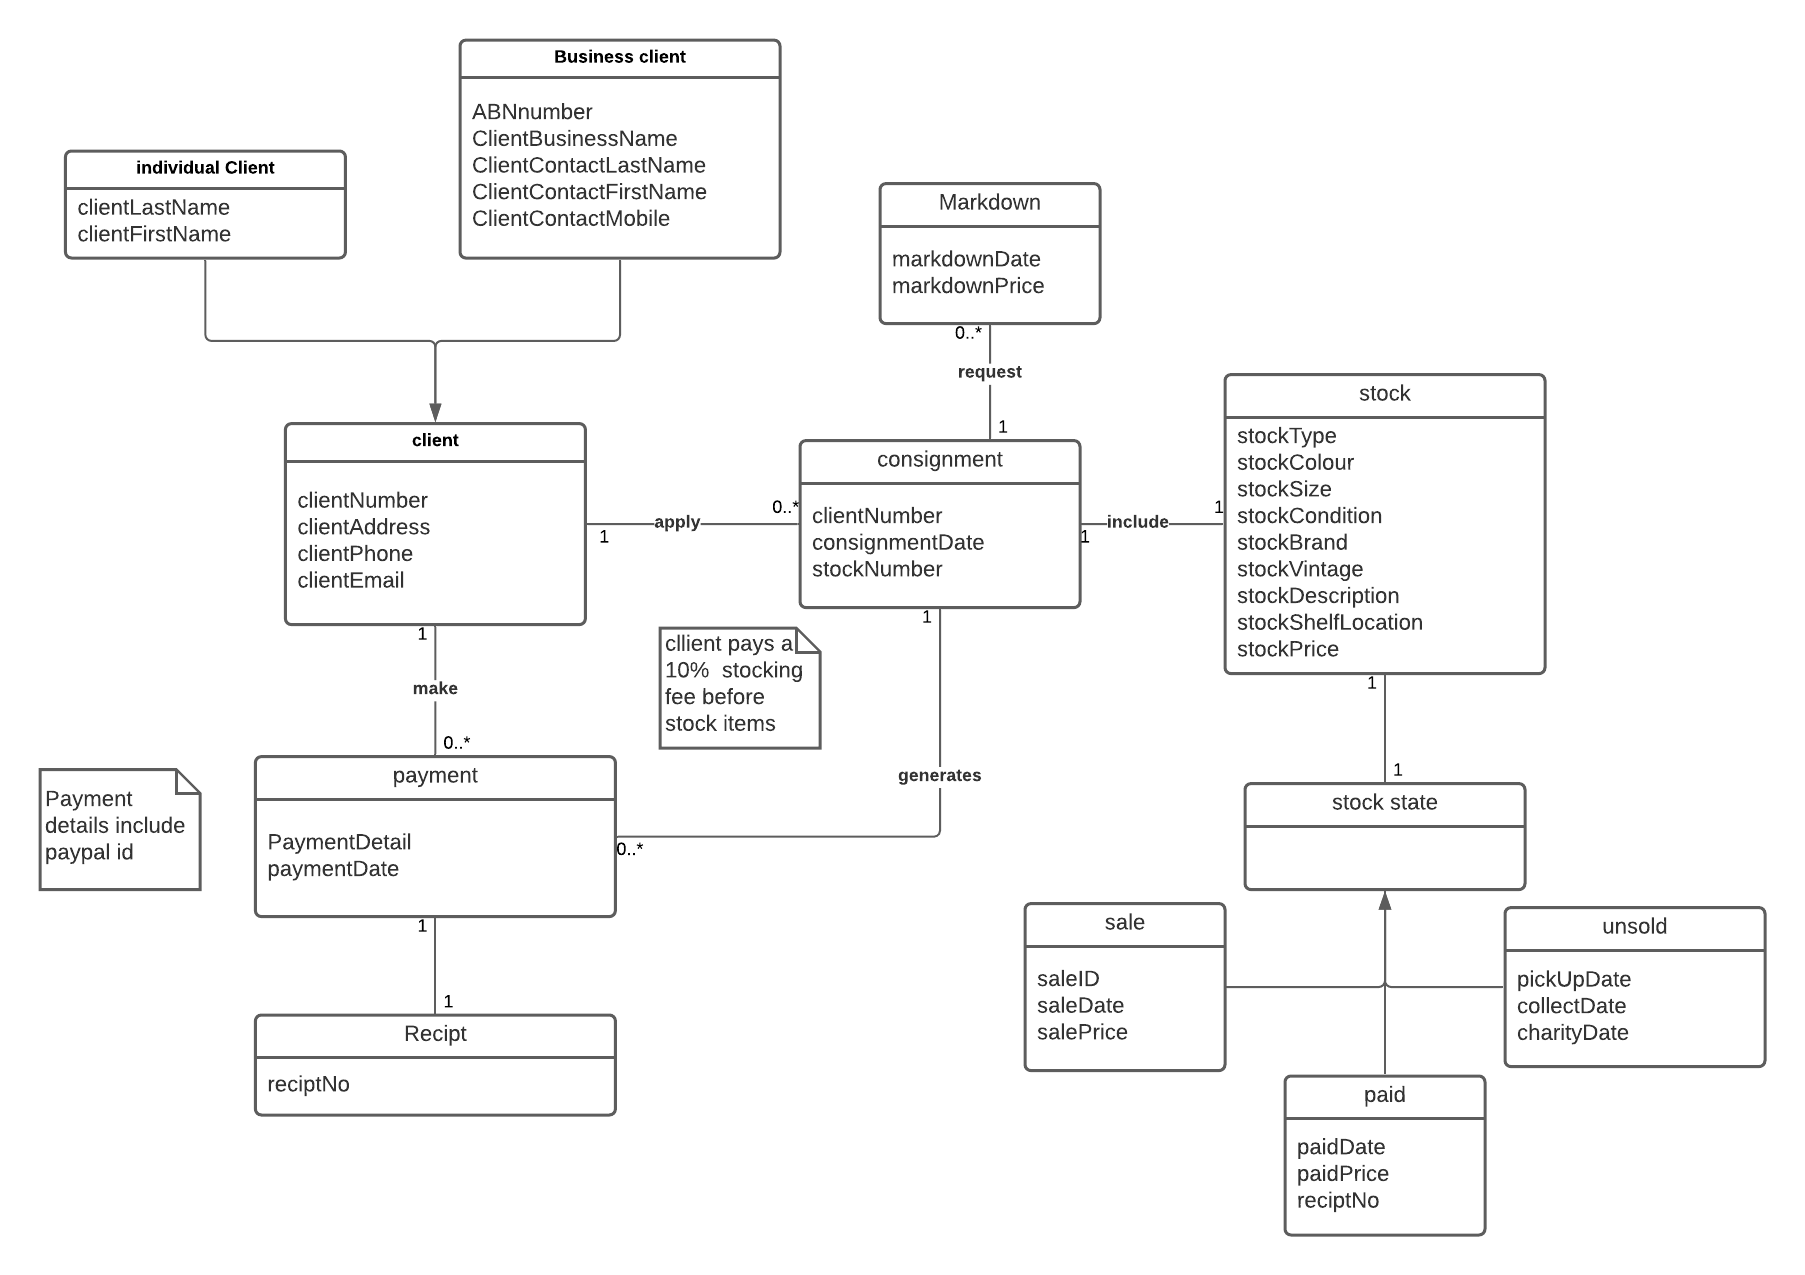 Business client
ABNnumber
ClientBusinessName
ClientContactLastName
ClientContactFirstName
ClientContactMobile
individual Client
clientLastName
clientFirstName
Markdown
markdownDate
markdownPrice
0..*
request
1
client
clientNumber
clientAddress
clientPhone
clientEmail
1
apply
0..*
consignment
clientNumber
consignmentDate
stockNumber
1
include
1
stock
stockType
stockColour
stockSize
stockCondition
stockBrand
stockVintage
stockDescription
stockShelfLocation
stockPrice
1
make
0..*
cllient pays a
10%  stocking
fee before
stock items
1
generates
0..*
1
1
stock state
Payment
details include
paypal id
payment
PaymentDetail
paymentDate
1
1
Recipt
reciptNo
sale
saleID
saleDate
salePrice
unsold
pickUpDate
collectDate
charityDate
paid
paidDate
paidPrice
reciptNo